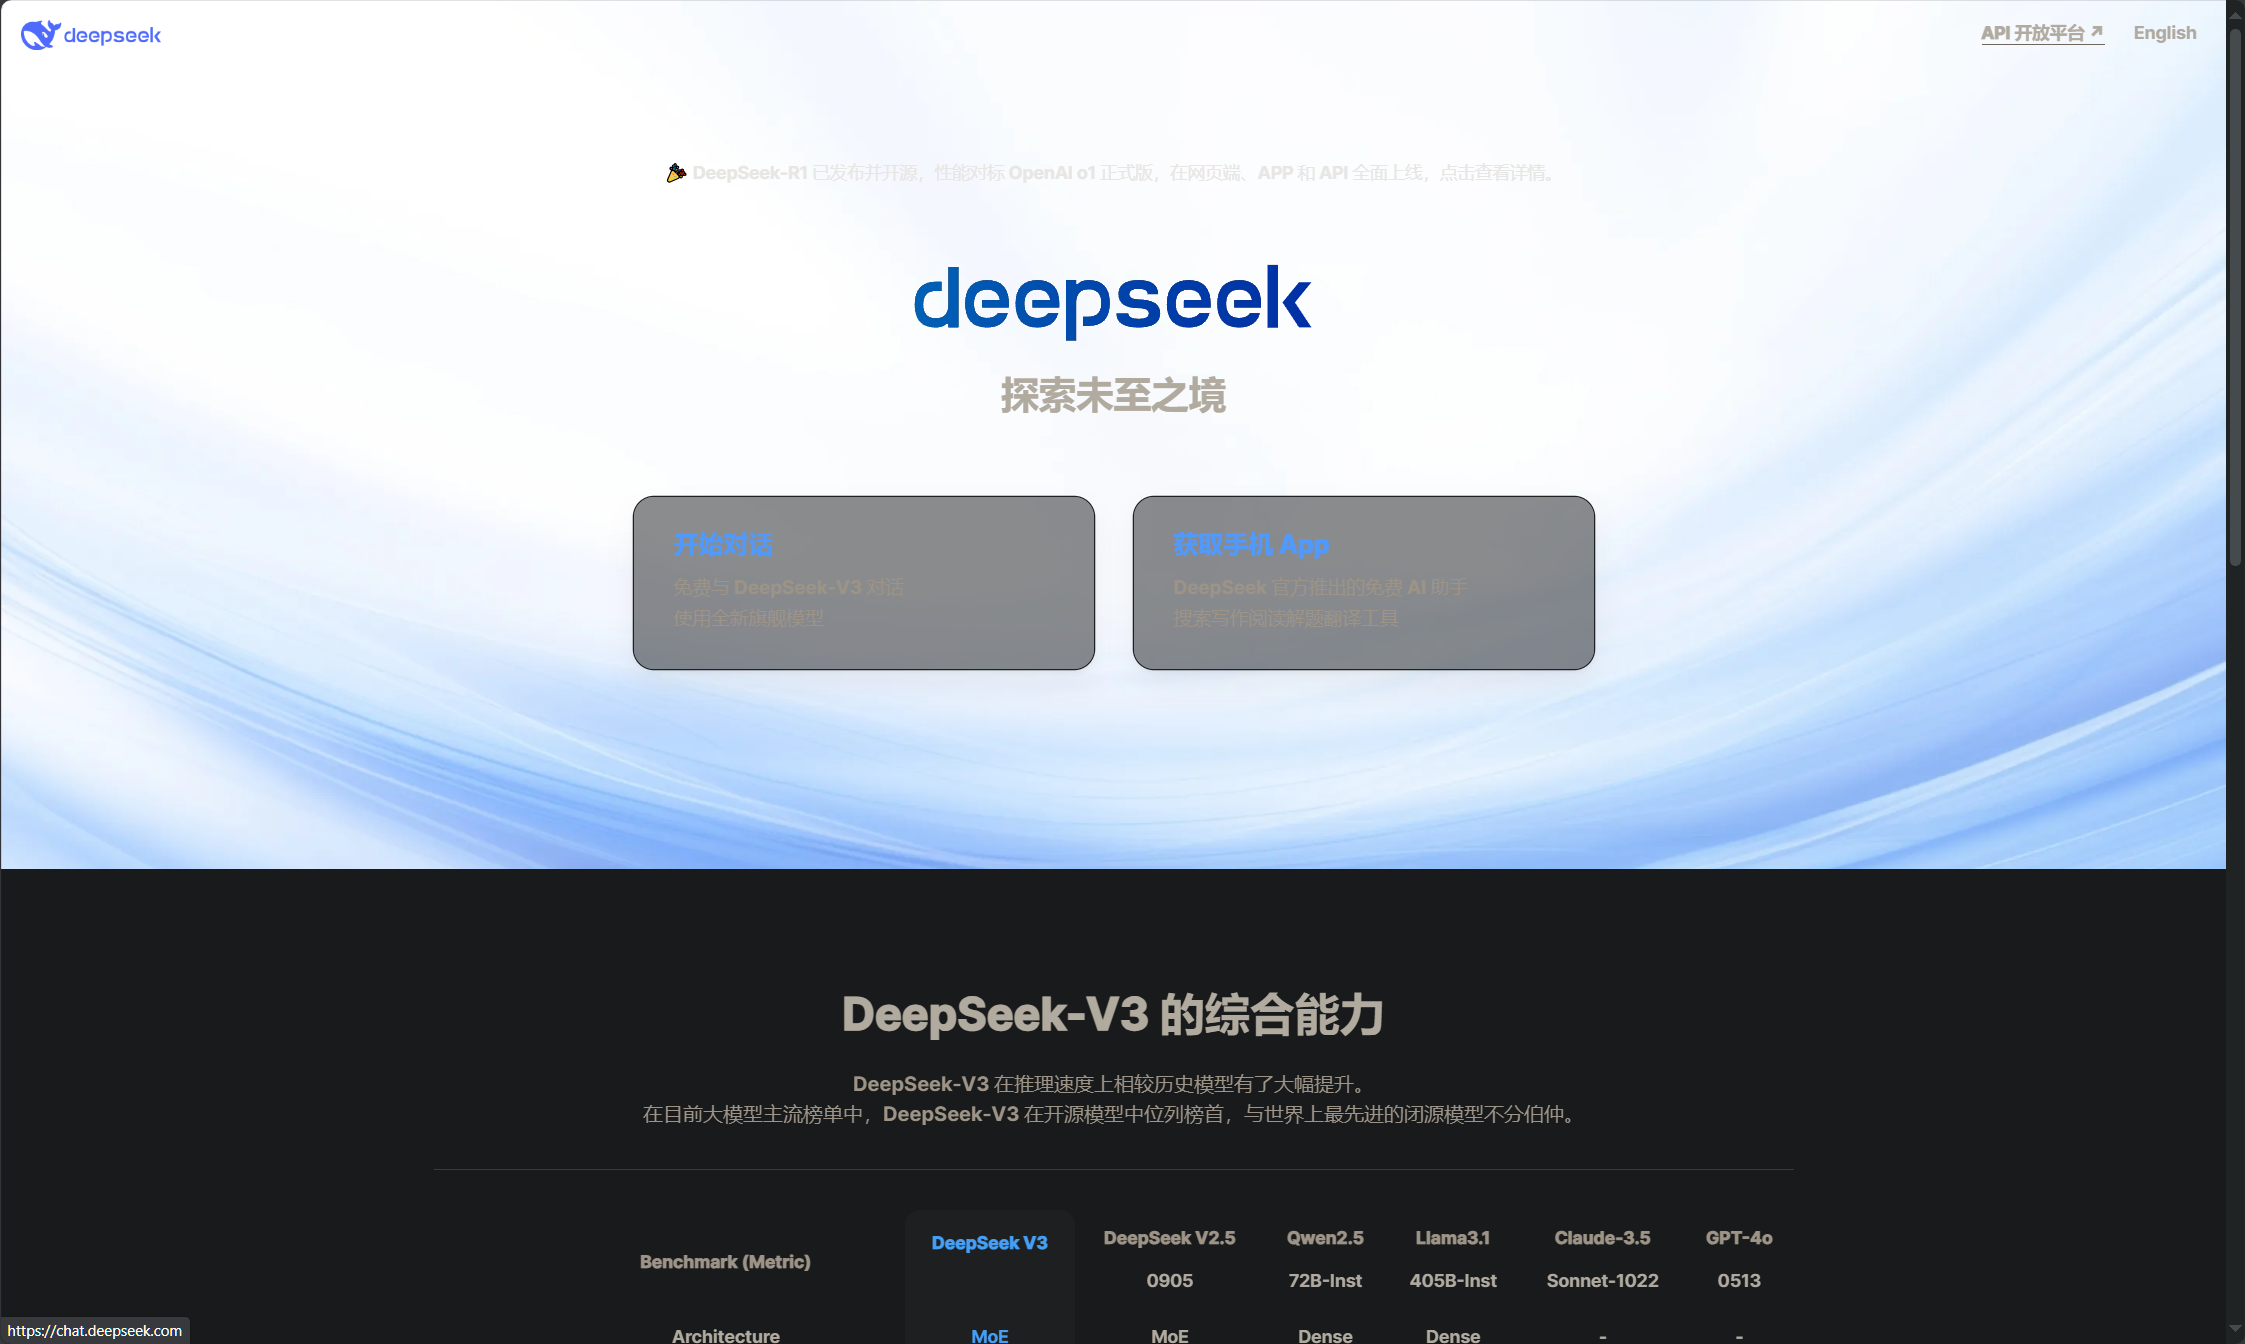 deepseek
API 开放平台 ↗ English
🎉 DeepSeek-R1 已发布并开源，性能对标 OpenAI o1 正式版，在网页端、APP 和 API 全面上线，点击查看详情。
deepseek
探索未至之境
开始对话
免费与 DeepSeek-V3 对话
使用全新旗舰模型
获取手机 App
DeepSeek 官方推出的免费 AI 助手
搜索写作阅读解题翻译工具
DeepSeek-V3 的综合能力
DeepSeek-V3 在推理速度上相较历史模型有了大幅提升。
在目前大模型主流榜单中，DeepSeek-V3 在开源模型中位列榜首，与世界上最先进的闭源模型不分伯仲。
Benchmark (Metric) DeepSeek V3 DeepSeek V2.5 Qwen2.5 Llama3.1 Claude-3.5 GPT-4o
0905 72B-Inst 405B-Inst Sonnet-1022 0513
Architecture MoE MoE Dense Dense - -
https://chat.deepseek.com